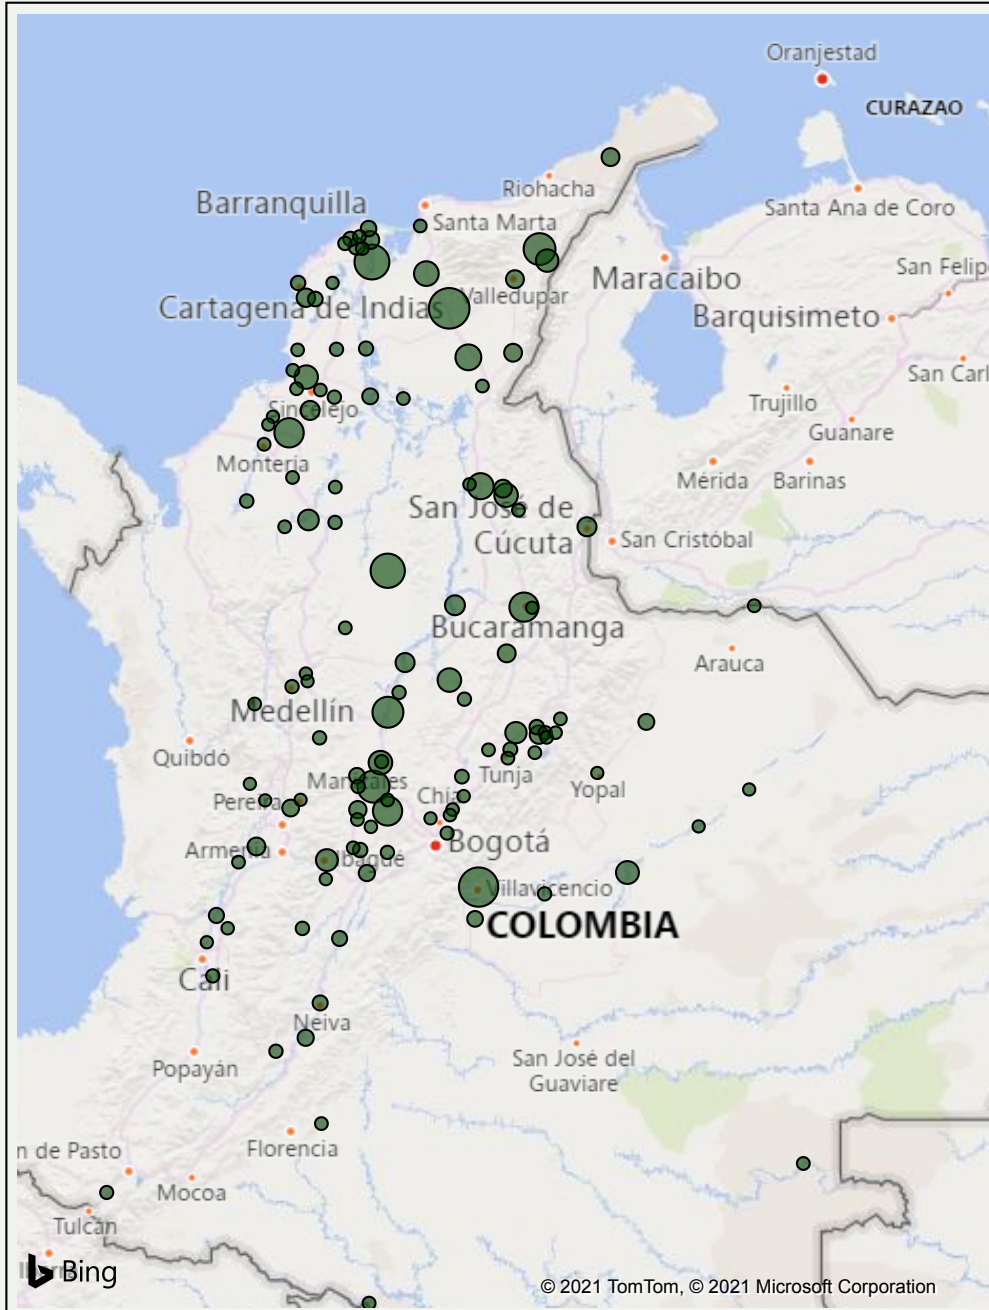 Oranjestad
CURAZAO
Riohacha
Barranquilla
Santa Marta
Santa Ana de Coro
Maracaibo
San Felip
Valledupar
Cartagena de Indias
Barquisimeto
San Carl
Trujillo
Sincelejo
Guanare
Montería
Mérida
Barinas
San José de
Cúcuta
San Cristóbal
Bucaramanga
Arauca
Medellín
Quibdó
Manizales
Tunja
Yopal
Pereira
Chía
Bogotá
Armenia
Ibagué
Villavicencio
COLOMBIA
Cali
Neiva
San José del
Guaviare
Popayán
Florencia
n de Pasto
Mocoa
Tulcán
Bing
© 2021 TomTom, © 2021 Microsoft Corporation